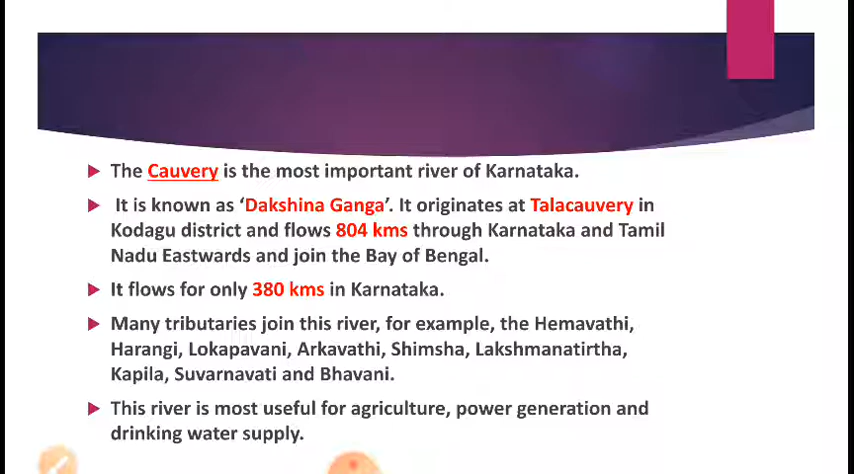 The Cauvery is the most important river of Karnataka.
It is known as ‘Dakshina Ganga’. It originates at Talacauvery in
Kodagu district and flows 804 kms through Karnataka and Tamil
Nadu Eastwards and join the Bay of Bengal.
It flows for only 380 kms in Karnataka.
Many tributaries join this river, for example, the Hemavathi,
Harangi, Lokapavani, Arkavathi, Shimsha, Lakshmanatirtha,
Kapila, Suvarnavati and Bhavani.
This river is most useful for agriculture, power generation and
drinking water supply.